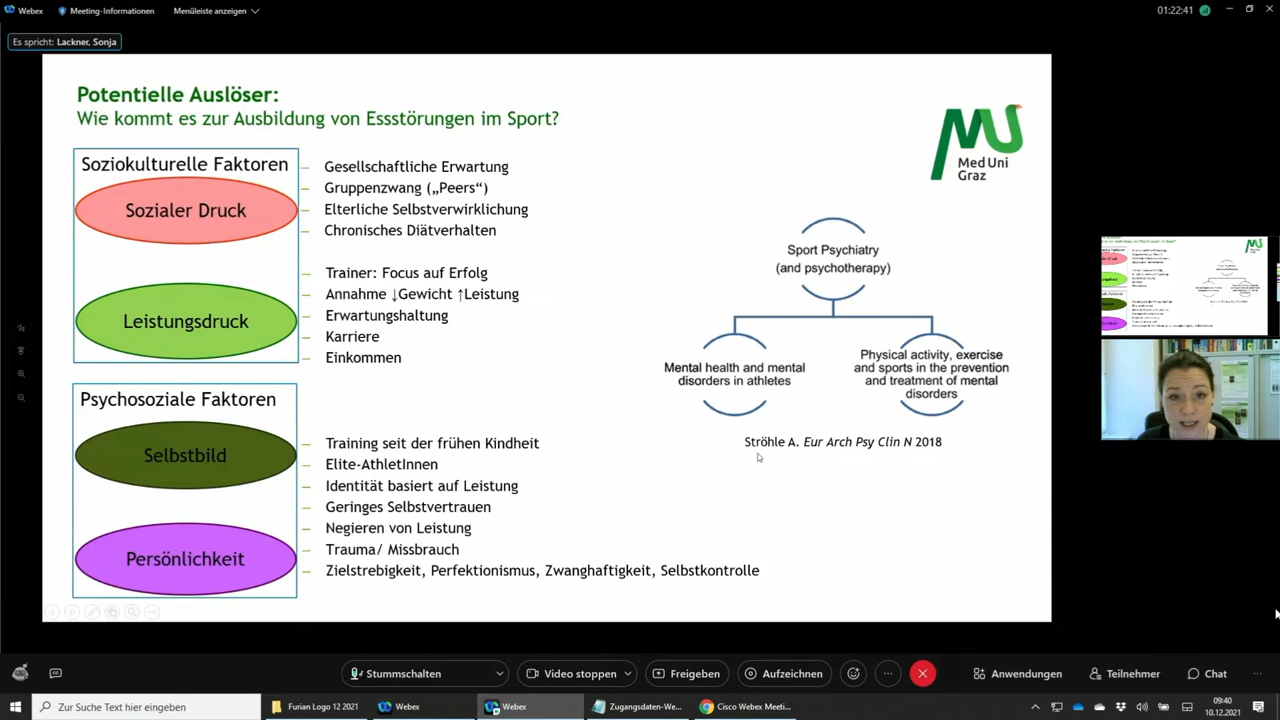 Webex
Meeting-Informationen
Menüleiste anzeigen
01:22:41
Es spricht: Lackner, Sonja
Potentielle Auslöser:
Wie kommt es zur Ausbildung von Essstörungen im Sport?
Med Uni
Graz
Soziokulturelle Faktoren
Sozialer Druck
– Gesellschaftliche Erwartung
– Gruppenzwang („Peers“)
– Elterliche Selbstverwirklichung
– Chronisches Diätverhalten
Leistungsdruck
Trainer: Focus auf Erfolg
– Annahme ↓Gewicht ↑Leistung
– Erwartungshaltung
– Karriere
– Einkommen
Psychosoziale Faktoren
Selbstbild
– Training seit der frühen Kindheit
– Elite-AthletInnen
– Identität basiert auf Leistung
– Geringes Selbstvertrauen
– Negieren von Leistung
Persönlichkeit
– Trauma/ Missbrauch
– Zielstrebigkeit, Perfektionismus, Zwanghaftigkeit, Selbstkontrolle
Sport Psychiatry
(and psychotherapy)
Mental health and mental
disorders in athletes
Physical activity, exercise
and sports in the prevention
and treatment of mental
disorders
Ströhle A. Eur Arch Psy Clin N 2018
Stummschalten
Video stoppen
Freigeben
Aufzeichnen
Anwendungen
Teilnehmer
Chat
Zur Suche Text hier eingeben
Furian Logo 12 2021
Webex
Webex
Zugangsdaten-We...
Cisco Webex Meeti...
09:40
10.12.2021